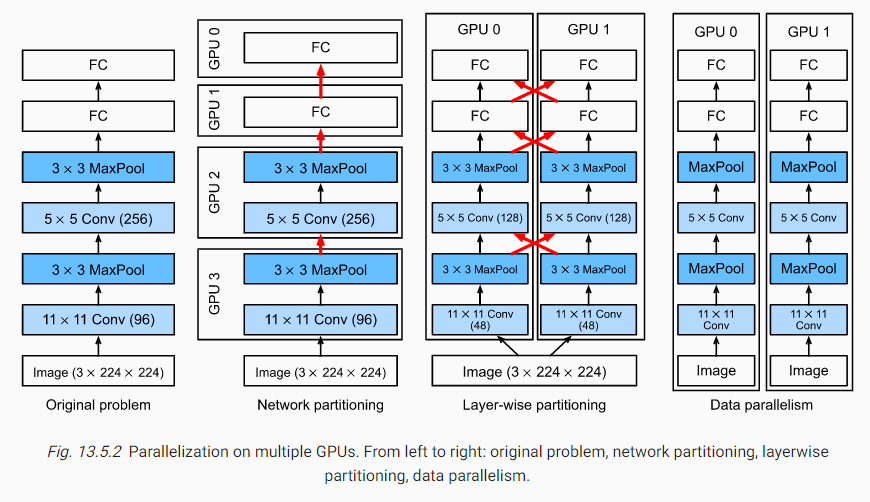 FC
FC
3 × 3 MaxPool
5 × 5 Conv (256)
3 × 3 MaxPool
11 × 11 Conv (96)
Image (3 × 224 × 224)
Original problem
GPU 0
FC
GPU 1
FC
GPU 2
3 × 3 MaxPool
5 × 5 Conv (256)
GPU 3
3 × 3 MaxPool
11 × 11 Conv (96)
Image (3 × 224 × 224)
Network partitioning
GPU 0
FC
FC
3 × 3 MaxPool
5 × 5 Conv (128)
3 × 3 MaxPool
11 × 11 Conv
(48)
GPU 1
FC
FC
3 × 3 MaxPool
5 × 5 Conv (128)
3 × 3 MaxPool
11 × 11 Conv
(48)
Image (3 × 224 × 224)
Layer-wise partitioning
GPU 0
FC
FC
MaxPool
5 × 5 Conv
MaxPool
11 × 11
Conv
Image
GPU 1
FC
FC
MaxPool
5 × 5 Conv
MaxPool
11 × 11
Conv
Image
Data parallelism
Fig. 13.5.2 Parallelization on multiple GPUs. From left to right: original problem, network partitioning, layerwise
partitioning, data parallelism.